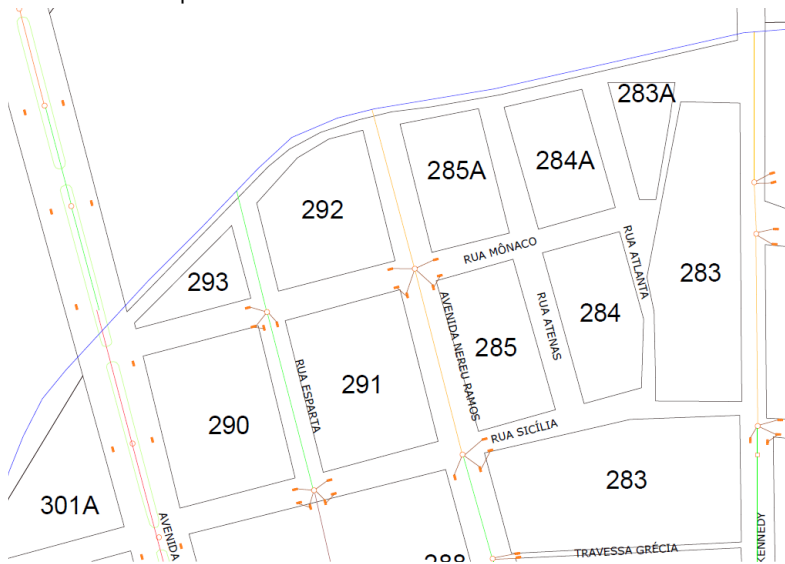 283A
285A
284A
292
RUA MÔNACO
RUA ATLANTA
293
283
AVENIDA NEREU RAMOS
RUA ATENAS
284
285
RUA ESPARTA
291
290
RUA SICÍLIA
283
301A
AVENIDA
KENNEDY
TRAVESSA GRÉCIA